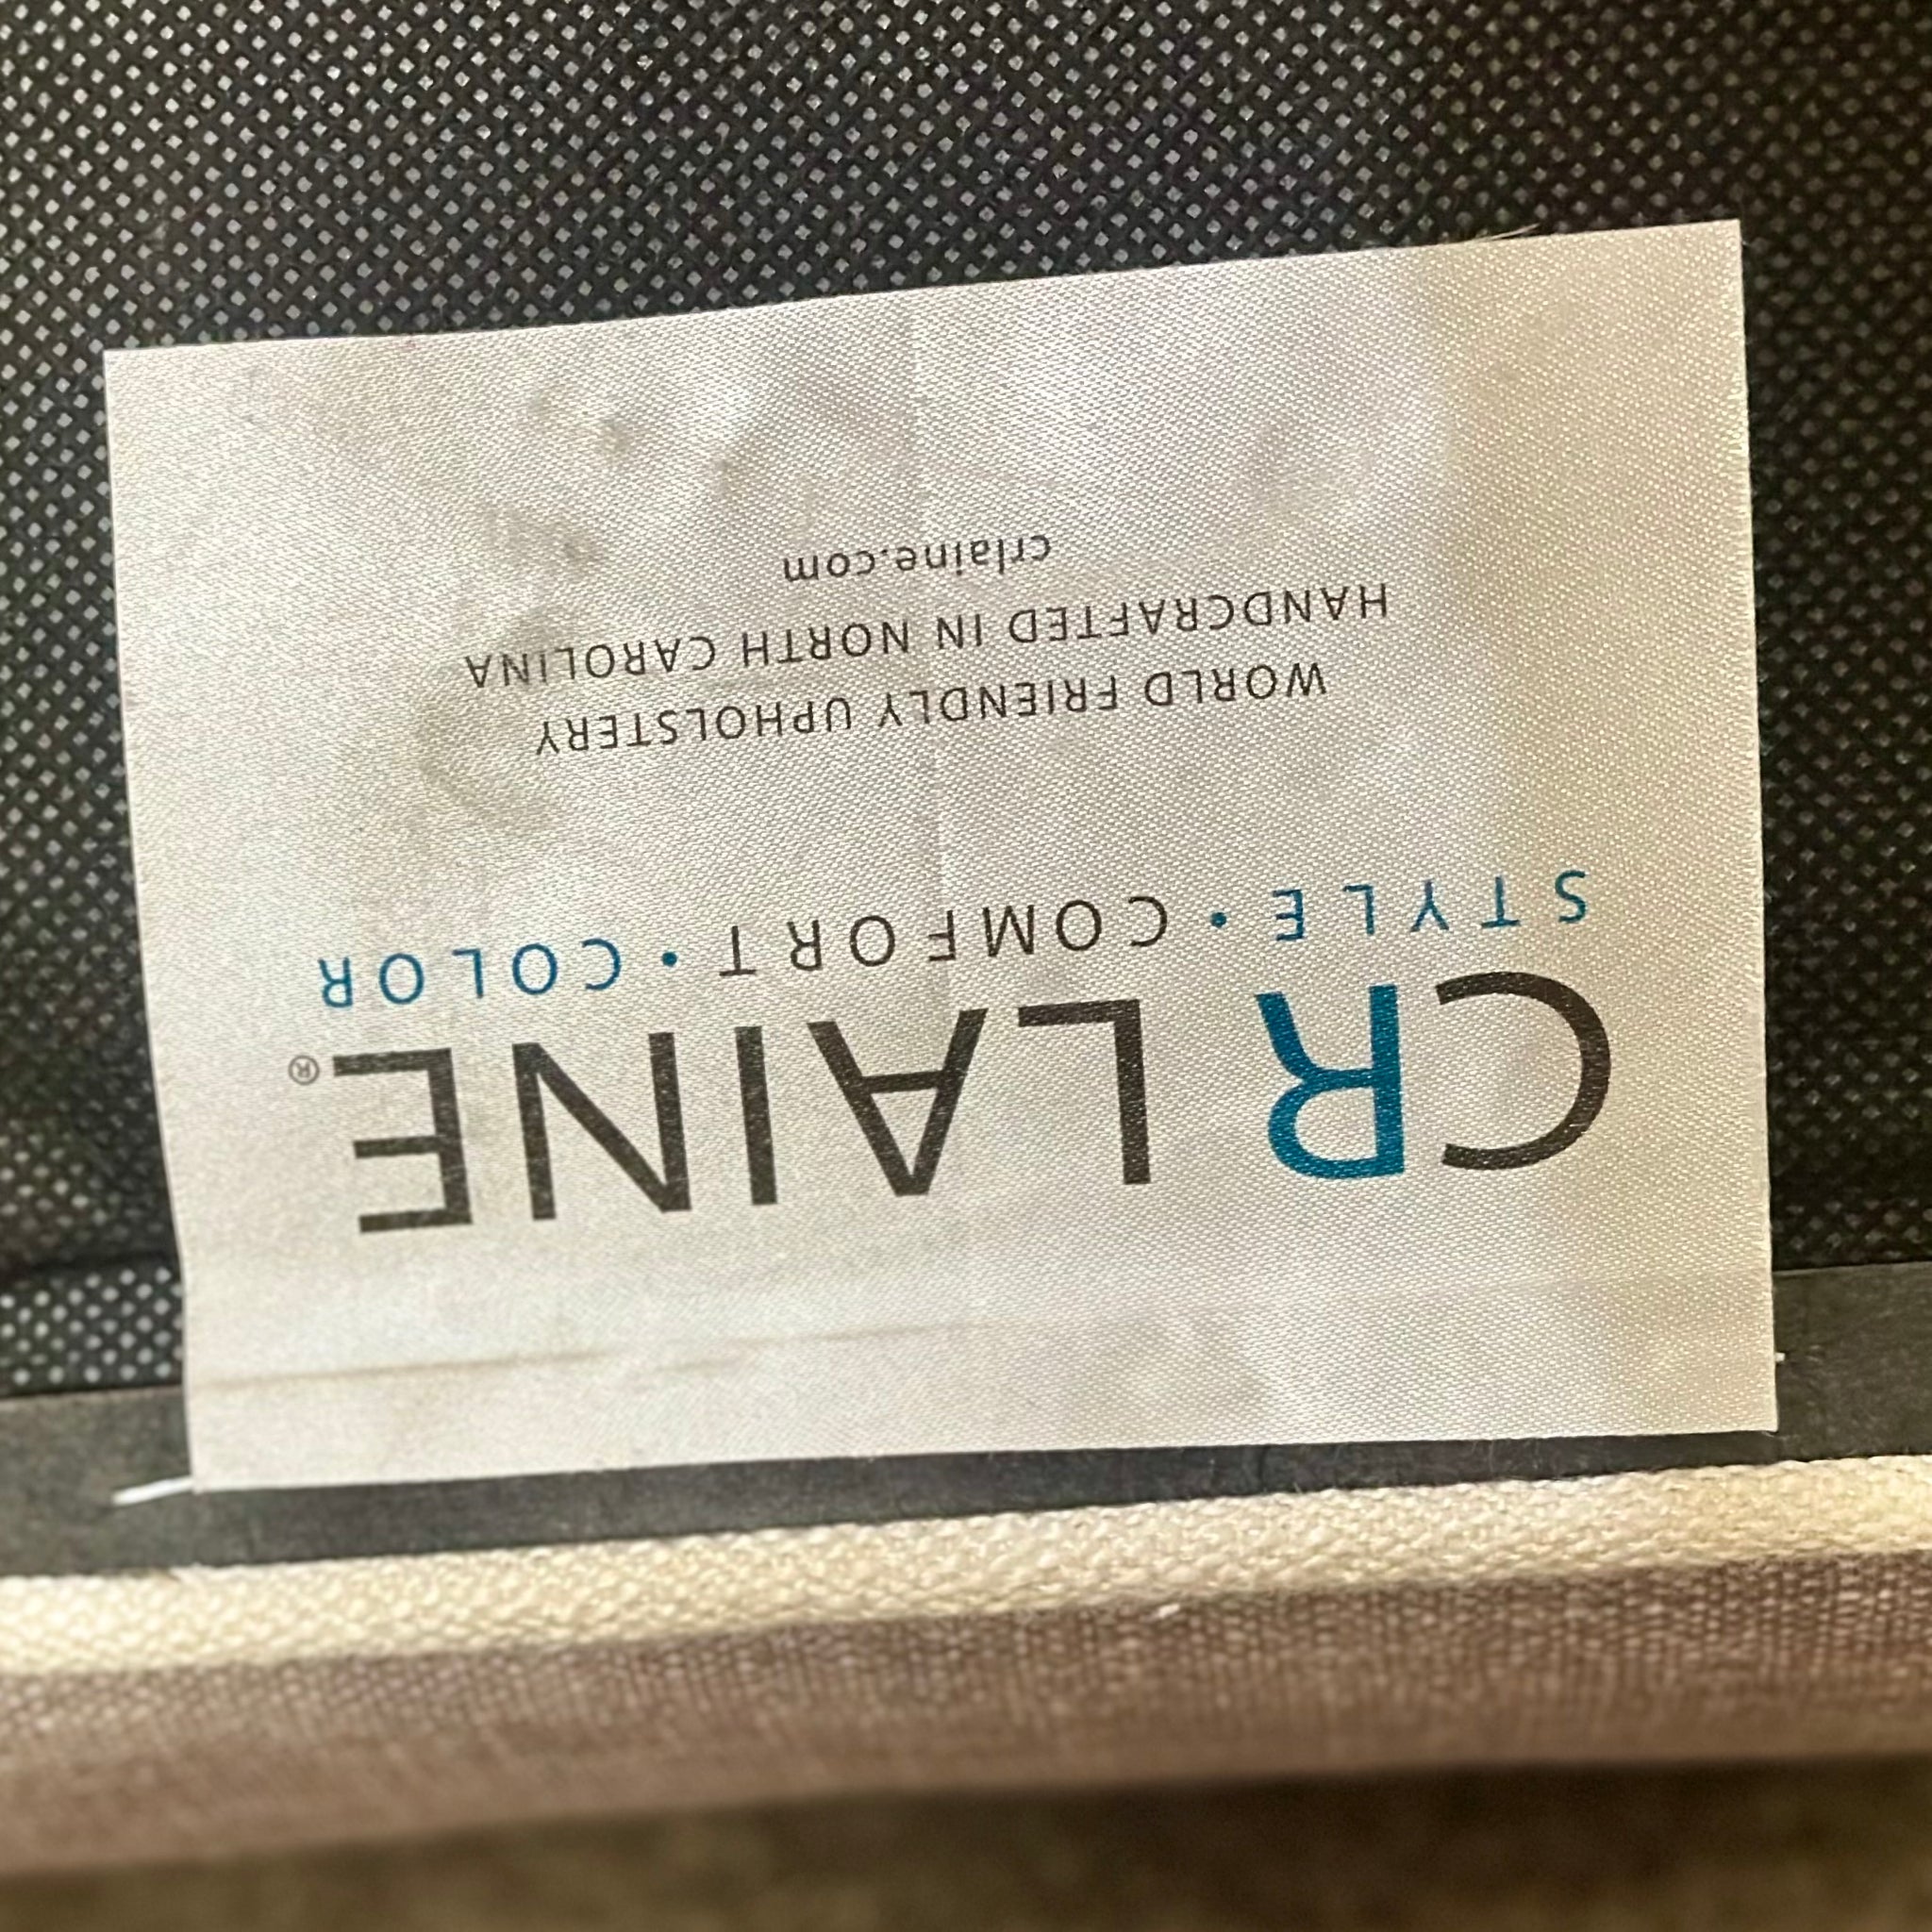 CR LAINE®
STYLE • COMFORT • COLOR
WORLD FRIENDLY UPHOLSTERY
HANDCRAFTED IN NORTH CAROLINA
crlaine.com